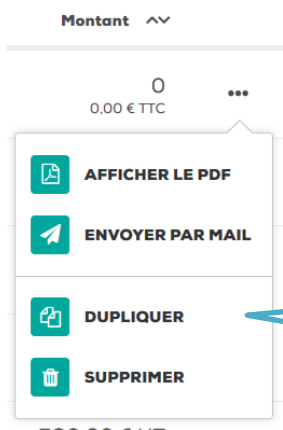 Montant
0
0,00 € TTC
AFFICHER LE PDF
ENVOYER PAR MAIL
DUPLIQUER
SUPPRIMER